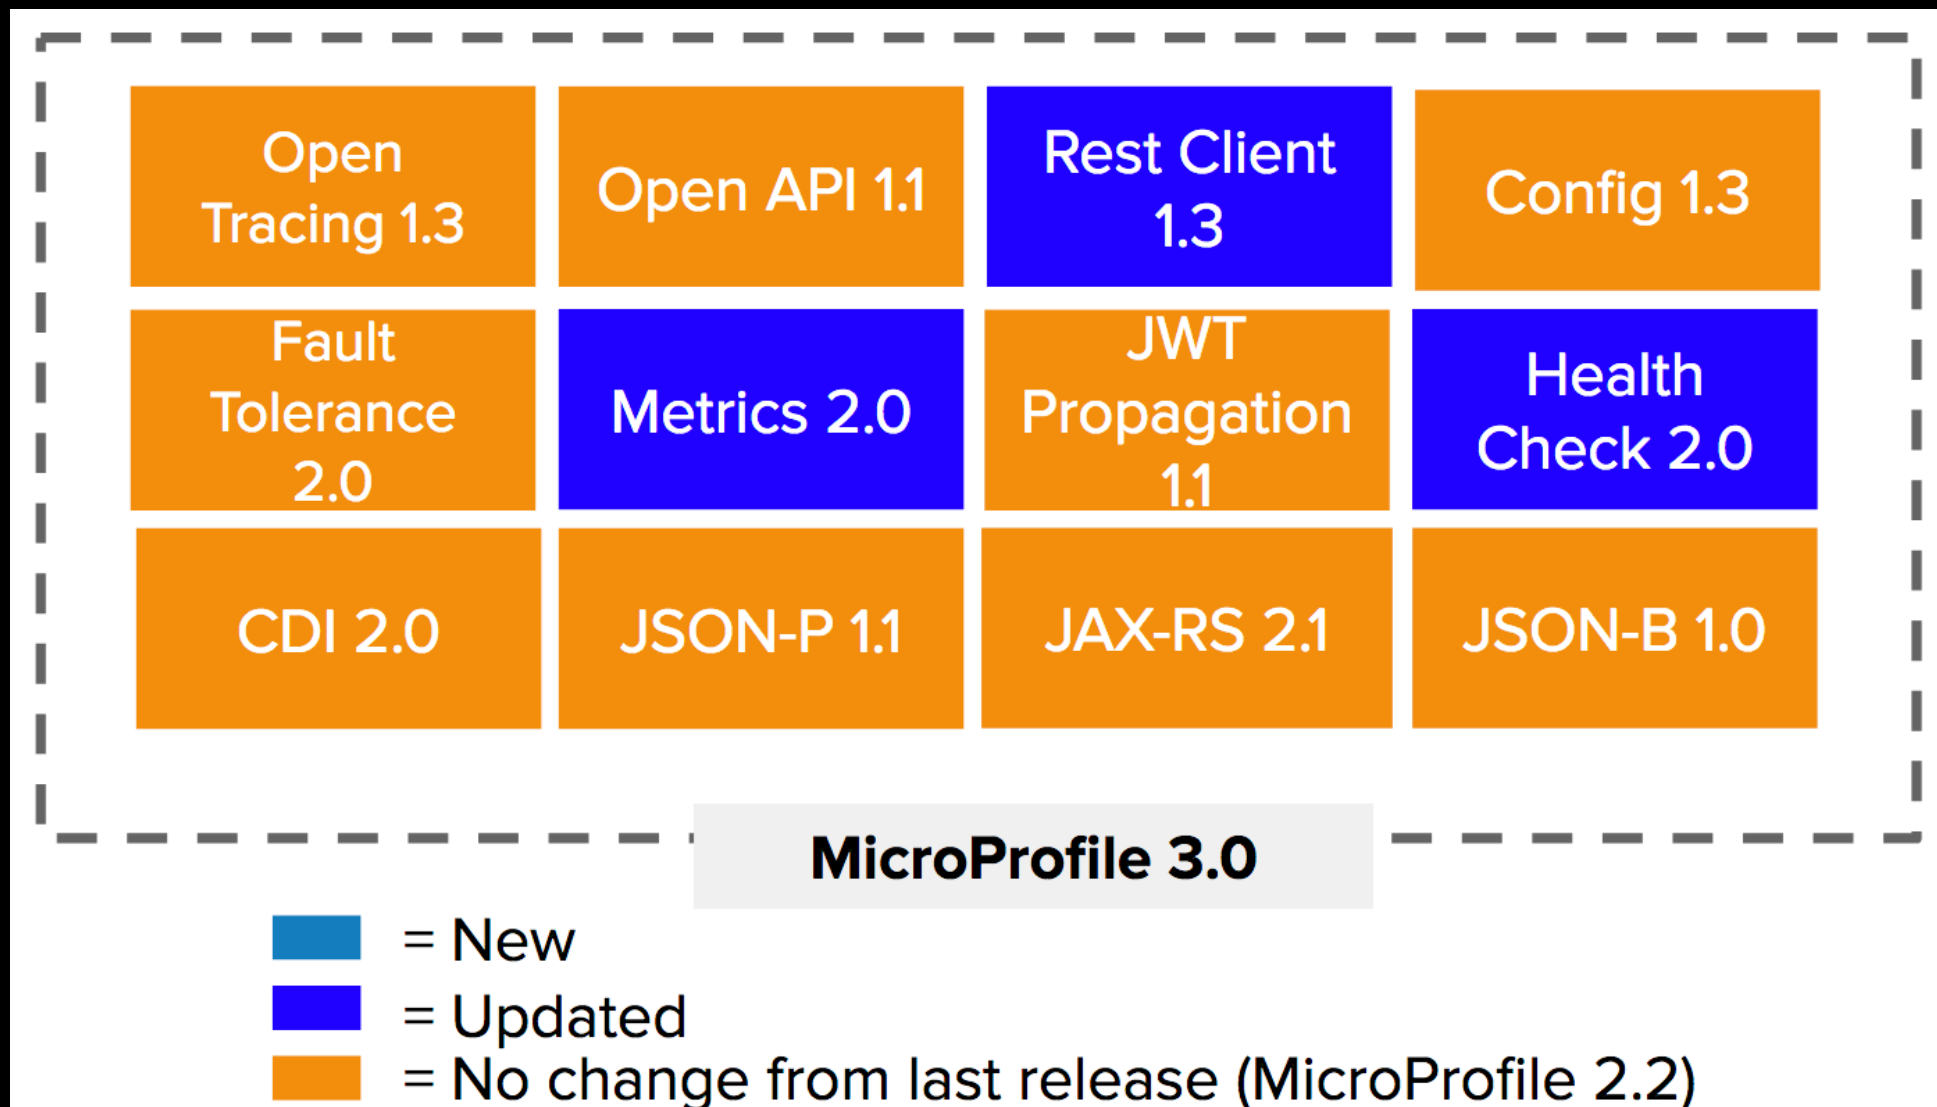 Open
Tracing 1.3
Open API 1.1
Rest Client
1.3
Config 1.3
Fault
Tolerance
2.0
Metrics 2.0
JWT
Propagation
1.1
Health
Check 2.0
CDI 2.0
JSON-P 1.1
JAX-RS 2.1
JSON-B 1.0
MicroProfile 3.0
= New
= Updated
= No change from last release (MicroProfile 2.2)